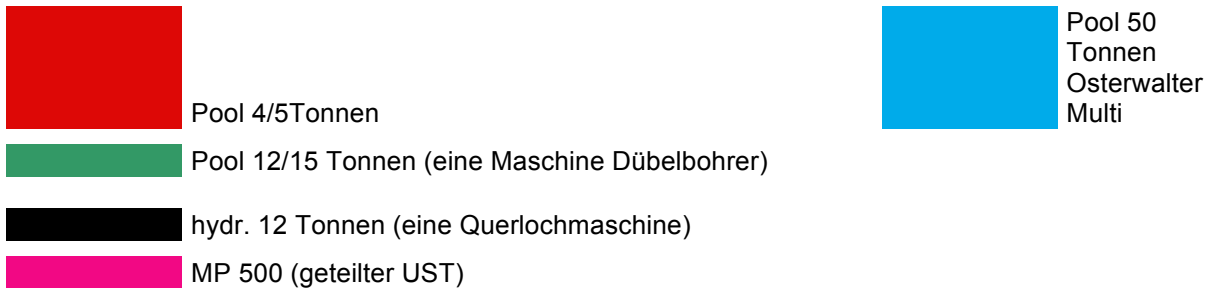 Pool 50
Tonnen
Osterwalter
Multi
Pool 4/5Tonnen
Pool 12/15 Tonnen (eine Maschine Dübelbohrer)
hydr. 12 Tonnen (eine Querlochmaschine)
MP 500 (geteilter UST)